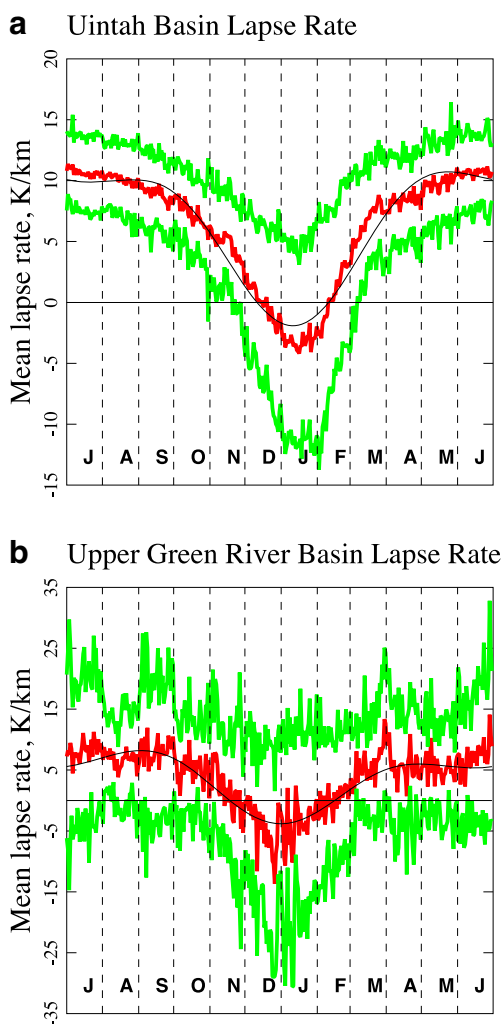 a Uintah Basin Lapse Rate
20
15
10
5
0
-5
-10
-15
Mean lapse rate, K/km
J A S O N D J F M A M J
b Upper Green River Basin Lapse Rate
35
25
15
5
-5
-15
-25
-35
Mean lapse rate, K/km
J A S O N D J F M A M J